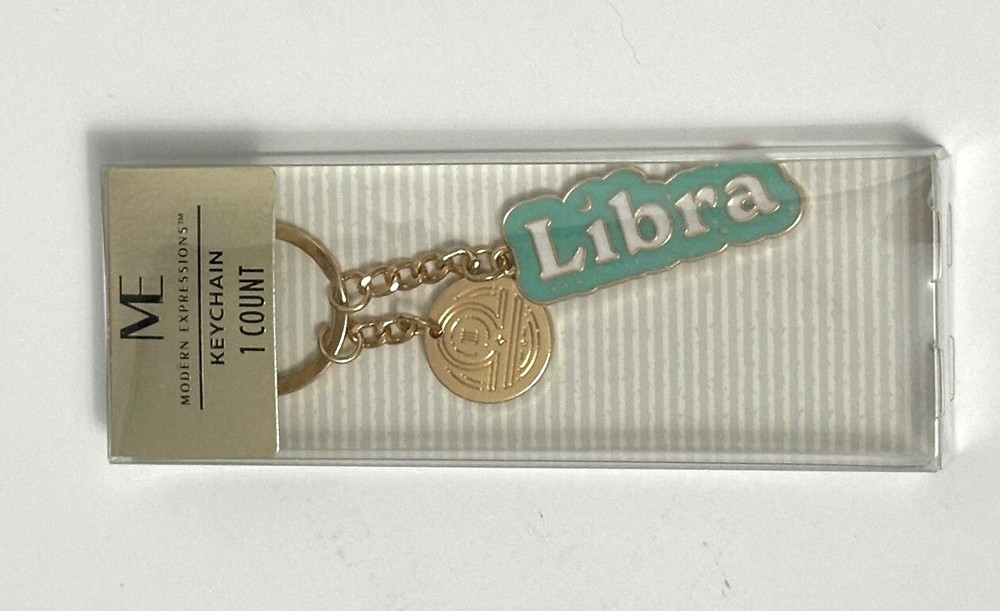 ME
MODERN EXPRESSIONS™
KEYCHAIN
1 COUNT
Libra